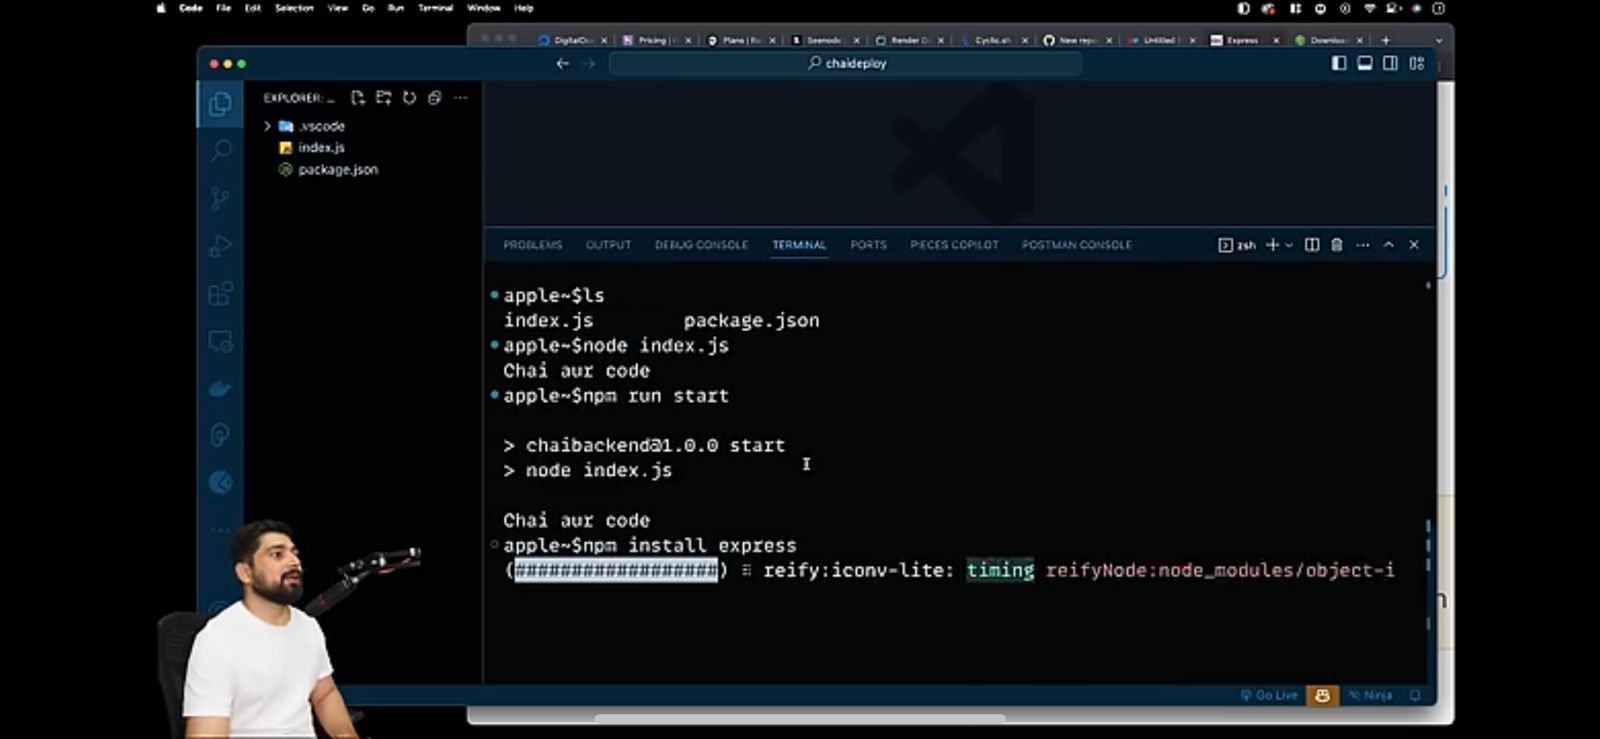 Code File Edit Selection View Go Run Terminal Window Help
DigitalOc Pricing | Plans | Seenode Render Cyclic.sh New repo Untitled Express Downloa
chaideploy
EXPLORER: ...
.vscode
index.js
package.json
PROBLEMS OUTPUT DEBUG CONSOLE TERMINAL PORTS PIECES COPILOT POSTMAN CONSOLE
zsh
apple~$ls
index.js package.json
apple~$node index.js
Chai aur code
apple~$npm run start
> chaibackend@1.0.0 start
> node index.js
Chai aur code
apple~$npm install express
(##################) ⠿ reify:iconv-lite: timing reifyNode:node_modules/object-i
Go Live Ninja